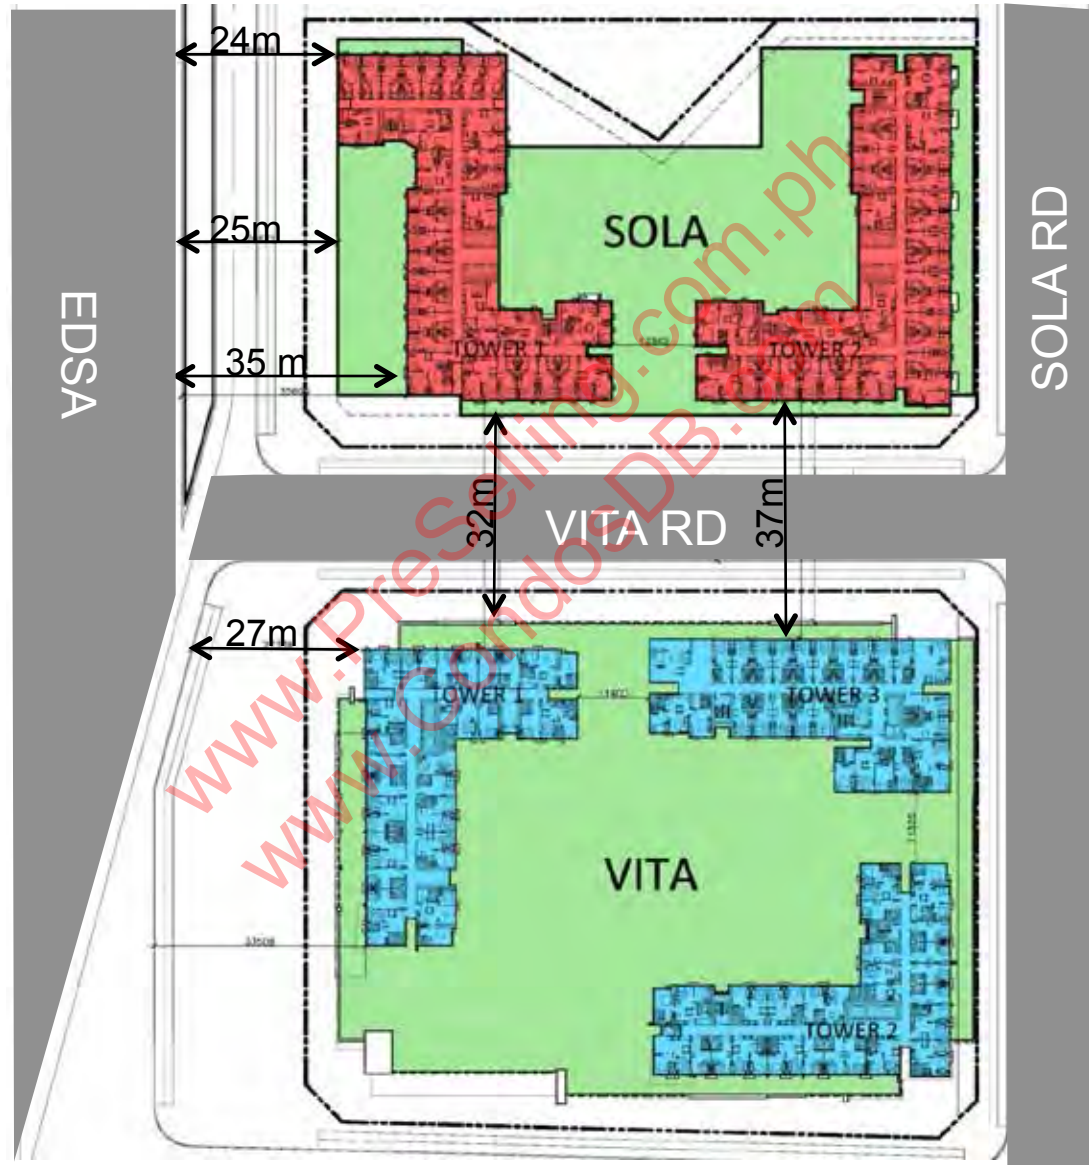 24m
SOLA
25m
EDSA
SOLA RD
TOWER 1
TOWER 2
35 m
32m
VITA RD
37m
27m
TOWER 1
TOWER 3
VITA
TOWER 2
www.PreSelling.com.ph
www.CondosDB.com